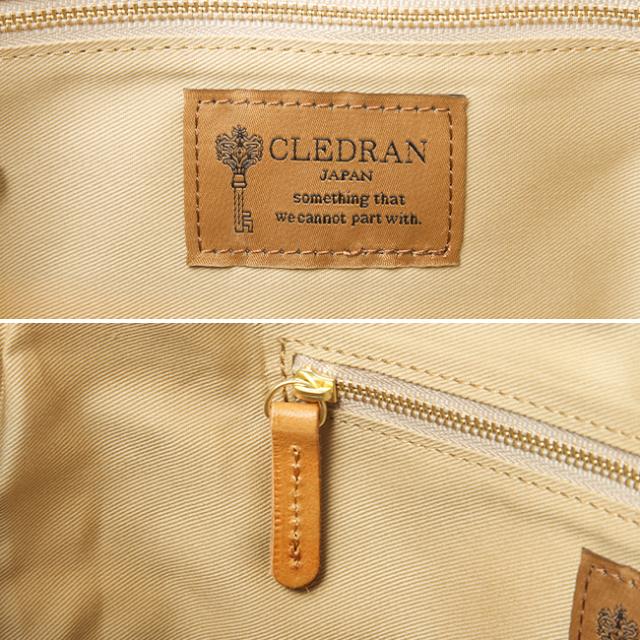 CLEDRAN
JAPAN
something that
we cannot part with.